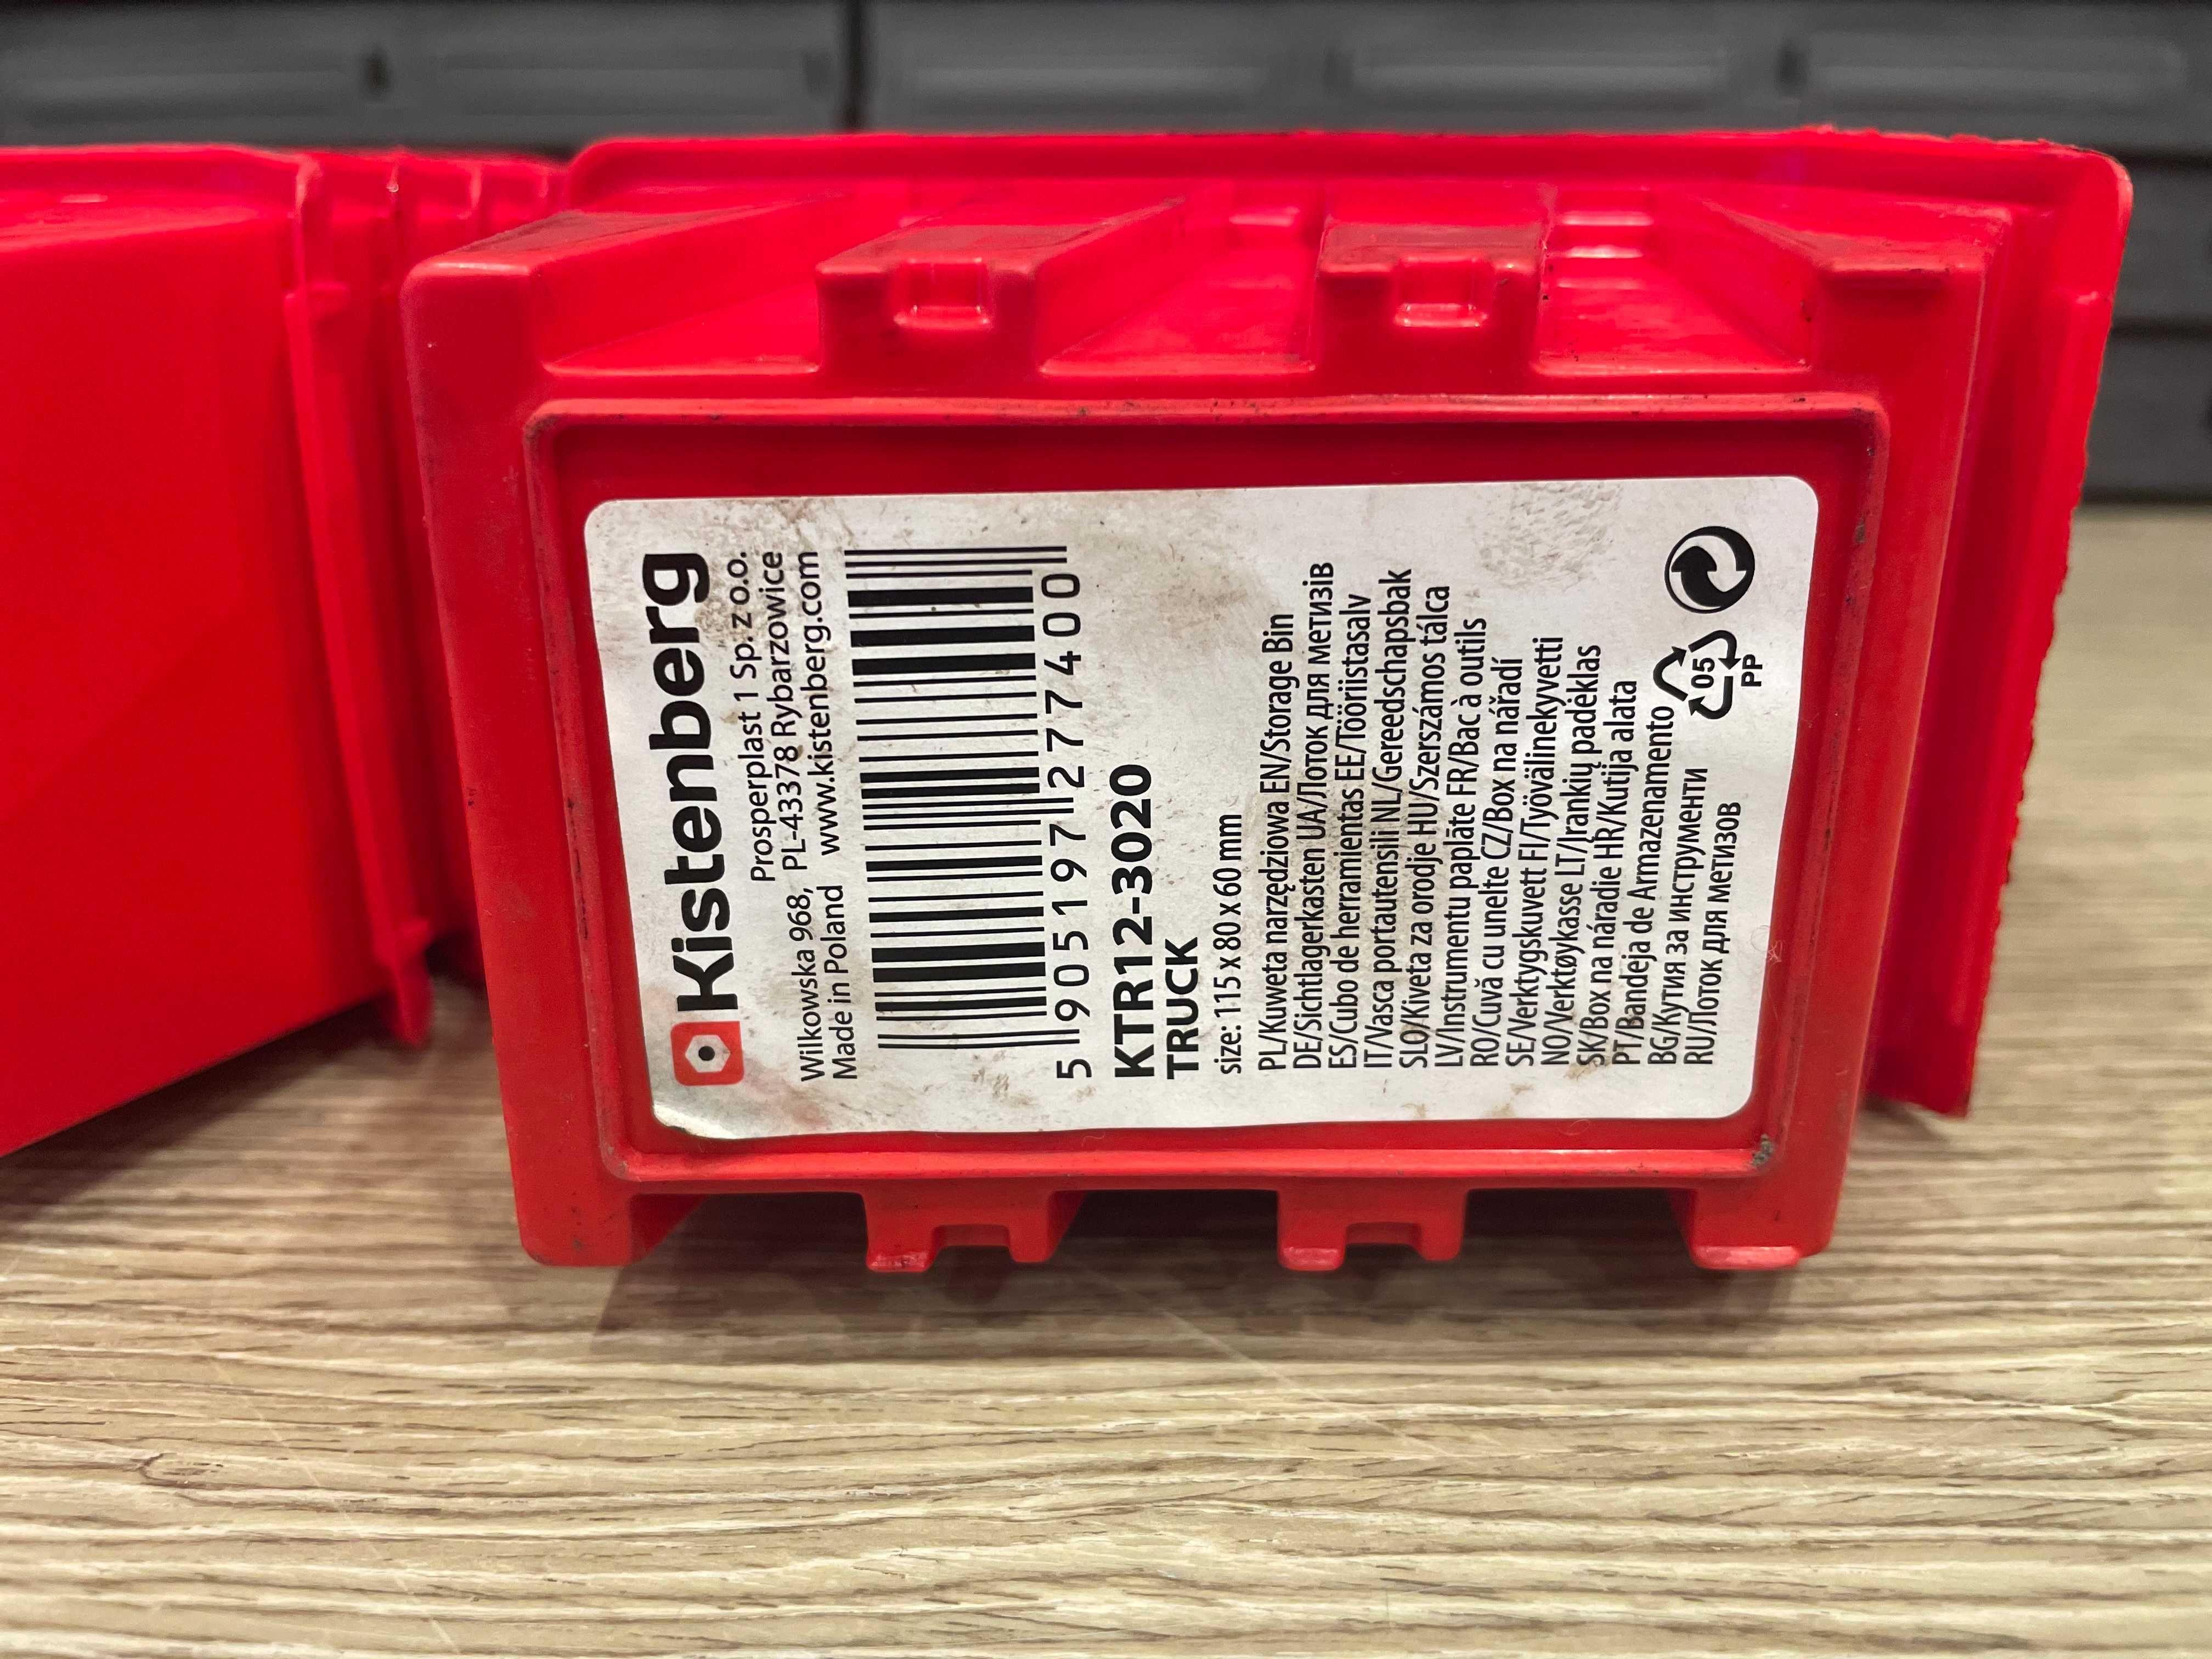 Kistenberg
Prosperplast 1 Sp. z o.o.
Wilkowska 968, PL-43378 Rybarzowice
Made in Poland www.kistenberg.com
5 905197 277400
KTR12-3020
TRUCK
size: 115 x 80 x 60 mm
PL/Kuweta narzędziowa EN/Storage Bin
DE/Sichtlagerkasten UA/Лоток для метизів
ES/Cubo de herramientas EE/Tööriistasalv
IT/Vasca portautensili NL/Gereedschapsbak
SLO/Kiveta za orodje HU/Szerszámos tálca
LV/Instrumentu paplāte FR/Bac à outils
RO/Cuvă cu unelte CZ/Box na nářadí
SE/Verktygskuvett FI/Työvälinekyvetti
NO/Verktøykasse LT/Įrankių padėklas
SK/Box na náradie HR/Kutija alata
PT/Bandeja de Armazenamento
BG/Кутия за инструменти
RU/Лоток для метизов
05
PP